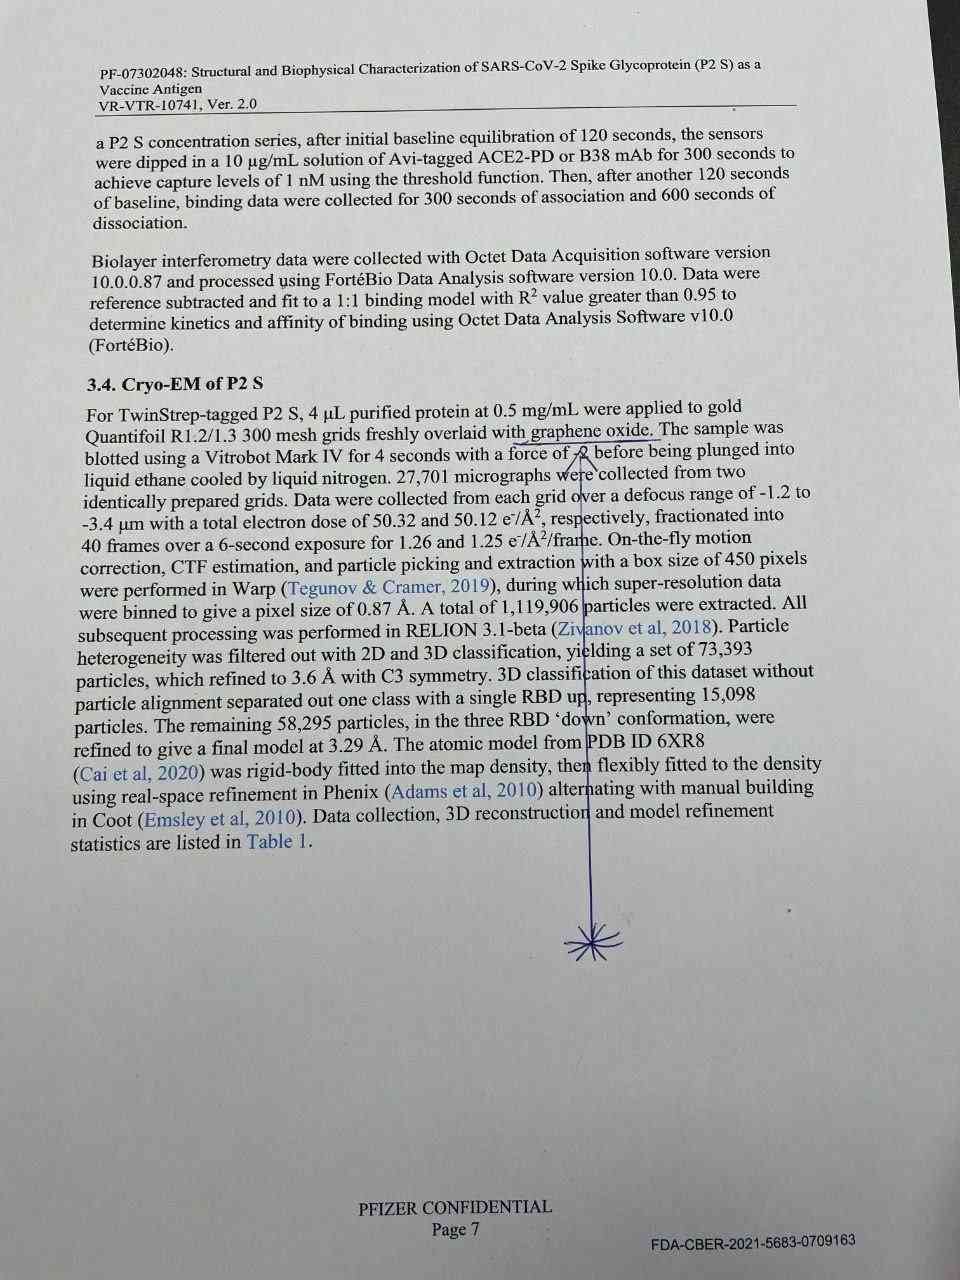 PF-07302048: Structural and Biophysical Characterization of SARS-CoV-2 Spike Glycoprotein (P2 S) as a
Vaccine Antigen
VR-VTR-10741, Ver. 2.0
a P2 S concentration series, after initial baseline equilibration of 120 seconds, the sensors
were dipped in a 10 µg/mL solution of Avi-tagged ACE2-PD or B38 mAb for 300 seconds to
achieve capture levels of 1 nM using the threshold function. Then, after another 120 seconds
of baseline, binding data were collected for 300 seconds of association and 600 seconds of
dissociation.
Biolayer interferometry data were collected with Octet Data Acquisition software version
10.0.0.87 and processed using FortéBio Data Analysis software version 10.0. Data were
reference subtracted and fit to a 1:1 binding model with R² value greater than 0.95 to
determine kinetics and affinity of binding using Octet Data Analysis Software v10.0
(FortéBio).
3.4. Cryo-EM of P2 S
For TwinStrep-tagged P2 S, 4 µL purified protein at 0.5 mg/mL were applied to gold
Quantifoil R1.2/1.3 300 mesh grids freshly overlaid with graphene oxide. The sample was
blotted using a Vitrobot Mark IV for 4 seconds with a force of -2 before being plunged into
liquid ethane cooled by liquid nitrogen. 27,701 micrographs were collected from two
identically prepared grids. Data were collected from each grid over a defocus range of -1.2 to
-3.4 µm with a total electron dose of 50.32 and 50.12 e⁻/Å², respectively, fractionated into
40 frames over a 6-second exposure for 1.26 and 1.25 e⁻/Å²/frame. On-the-fly motion
correction, CTF estimation, and particle picking and extraction with a box size of 450 pixels
were performed in Warp (Tegunov & Cramer, 2019), during which super-resolution data
were binned to give a pixel size of 0.87 Å. A total of 1,119,906 particles were extracted. All
subsequent processing was performed in RELION 3.1-beta (Zivanov et al, 2018). Particle
heterogeneity was filtered out with 2D and 3D classification, yielding a set of 73,393
particles, which refined to 3.6 Å with C3 symmetry. 3D classification of this dataset without
particle alignment separated out one class with a single RBD up, representing 15,098
particles. The remaining 58,295 particles, in the three RBD ‘down’ conformation, were
refined to give a final model at 3.29 Å. The atomic model from PDB ID 6XR8
(Cai et al, 2020) was rigid-body fitted into the map density, then flexibly fitted to the density
using real-space refinement in Phenix (Adams et al, 2010) alternating with manual building
in Coot (Emsley et al, 2010). Data collection, 3D reconstruction and model refinement
statistics are listed in Table 1.
PFIZER CONFIDENTIAL
Page 7
FDA-CBER-2021-5683-0709163